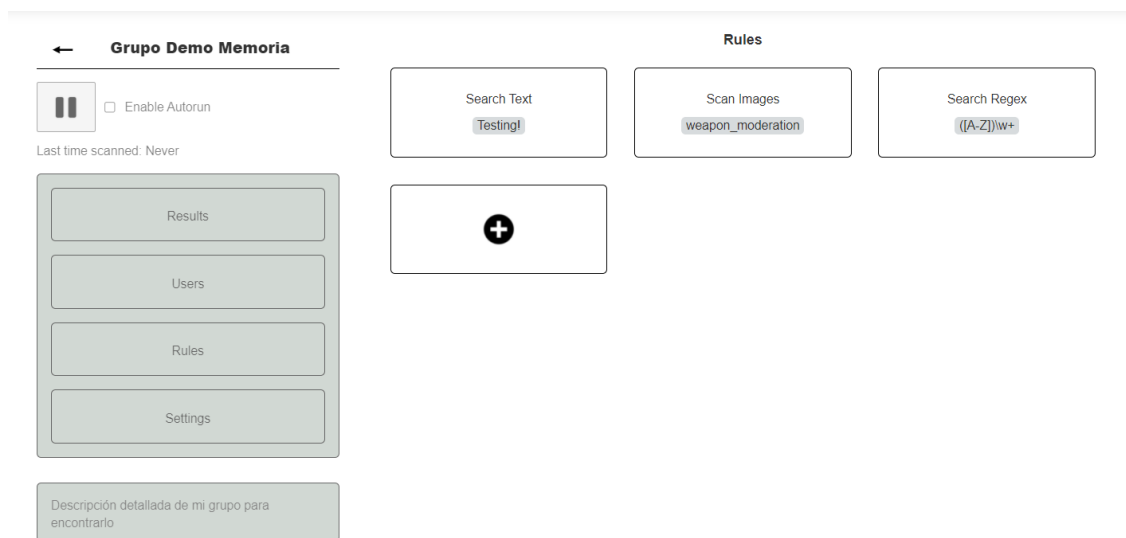 Grupo Demo Memoria
Enable Autorun
Last time scanned: Never
Results
Users
Rules
Settings
Descripción detallada de mi grupo para
encontrarlo
Rules
Search Text
Testing!
Scan Images
weapon_moderation
Search Regex
([A-Z])\w+